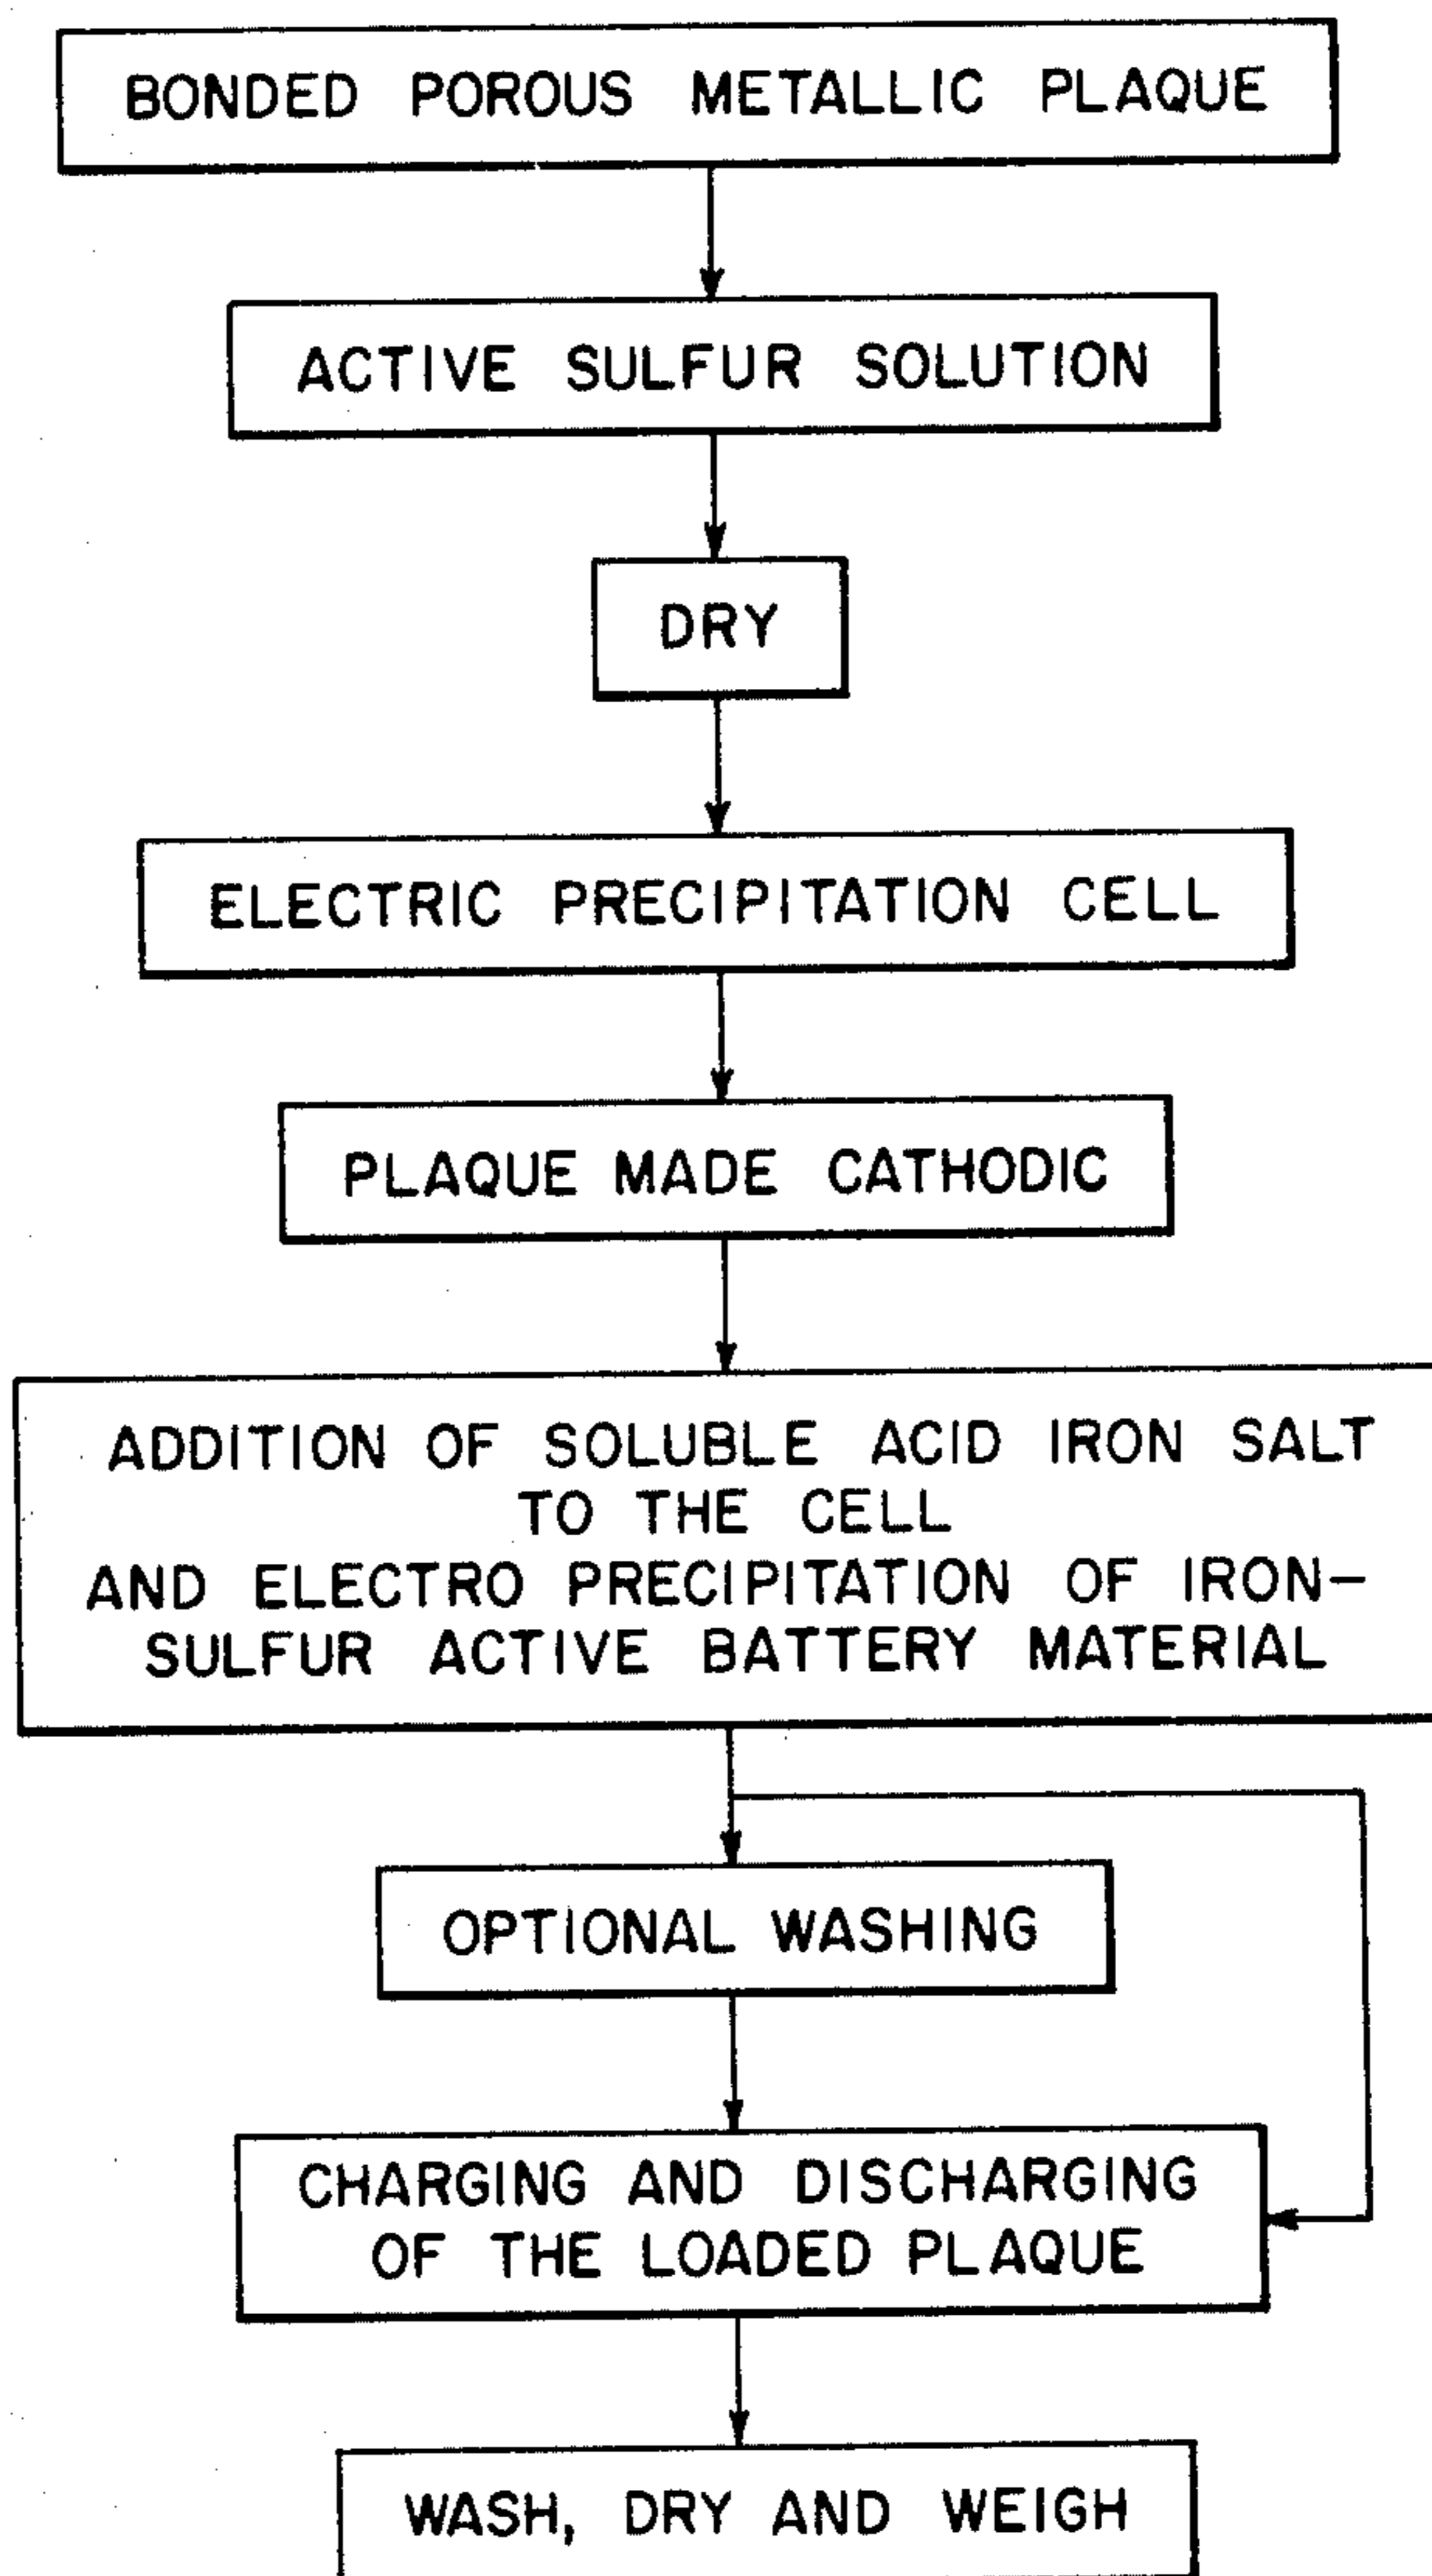 BONDED POROUS METALLIC PLAQUE
ACTIVE SULFUR SOLUTION
DRY
ELECTRIC PRECIPITATION CELL
PLAQUE MADE CATHODIC
ADDITION OF SOLUBLE ACID IRON SALT
TO THE CELL
AND ELECTRO PRECIPITATION OF IRON-
SULFUR ACTIVE BATTERY MATERIAL
OPTIONAL WASHING
CHARGING AND DISCHARGING
OF THE LOADED PLAQUE
WASH, DRY AND WEIGH